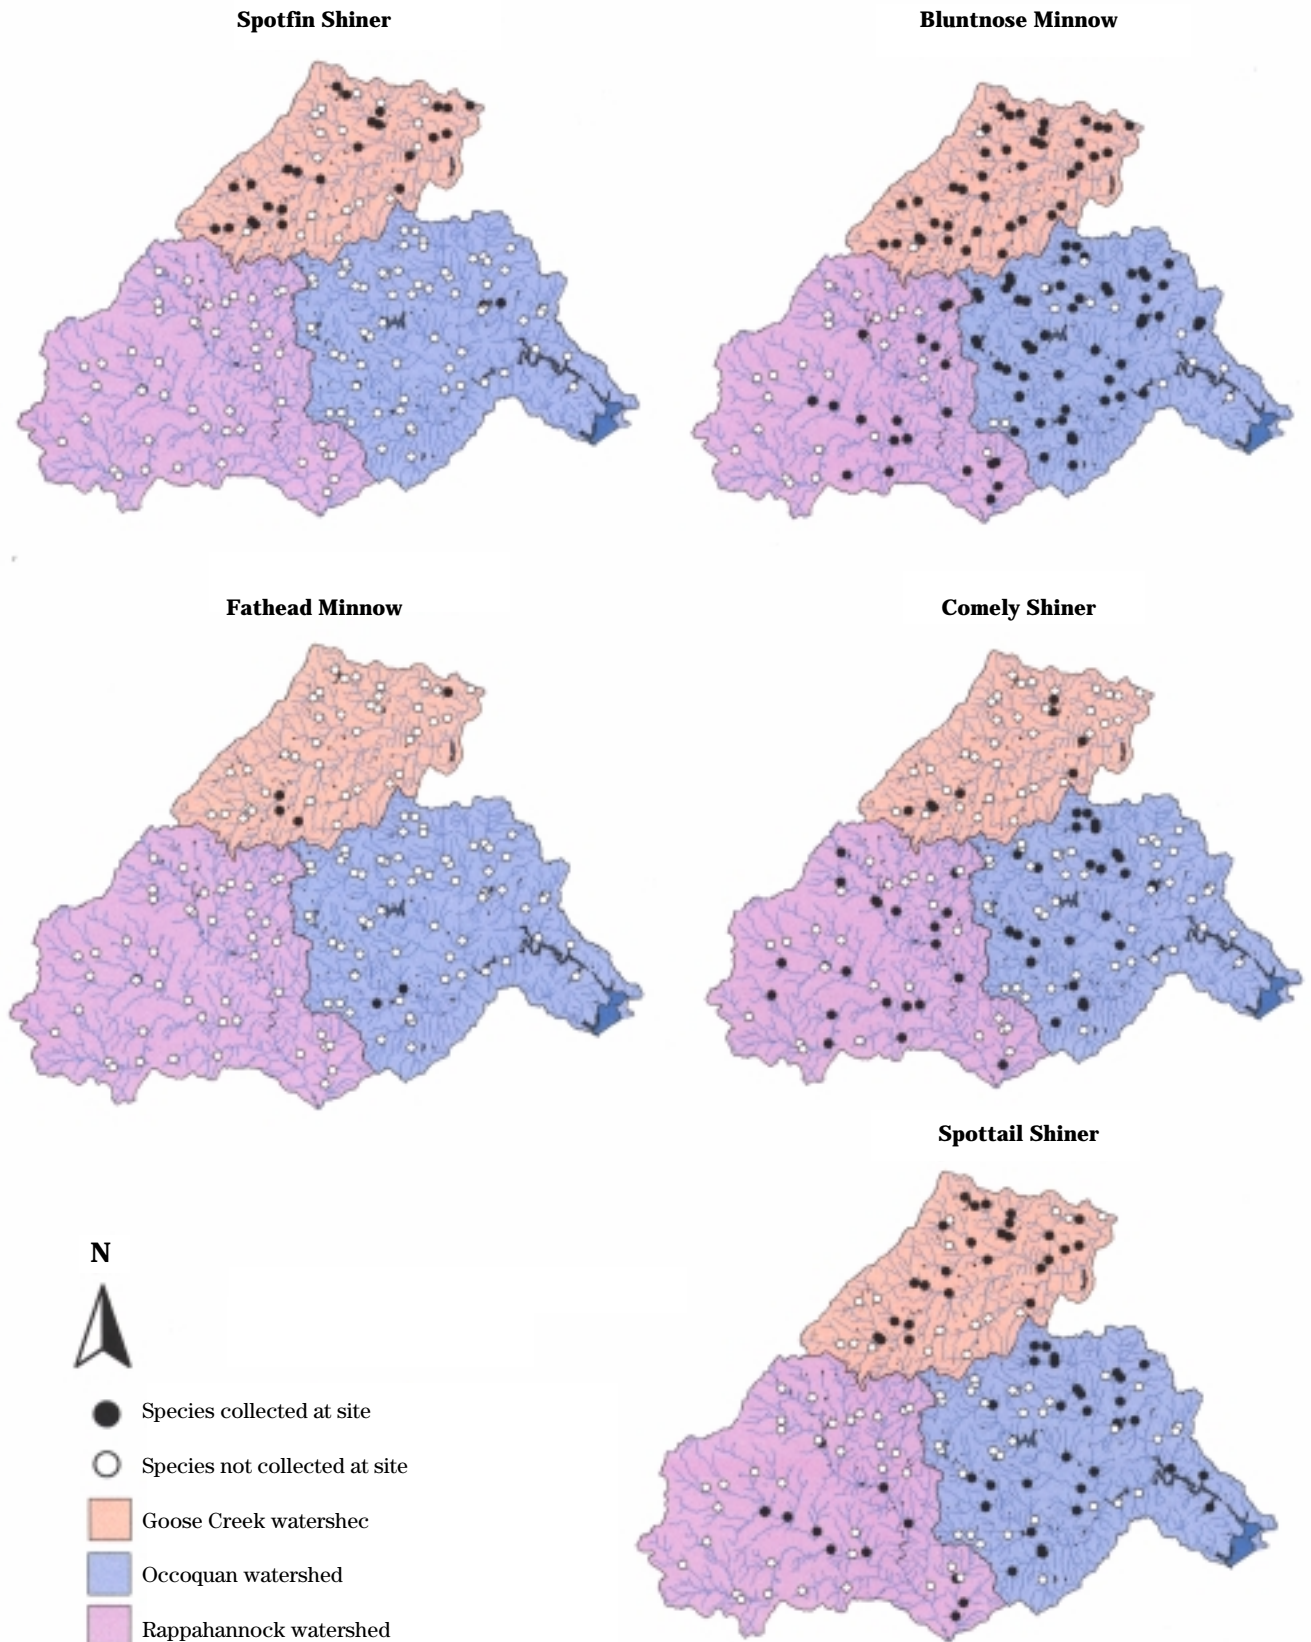 Spotfin Shiner
Bluntnose Minnow
Fathead Minnow
Comely Shiner
Spottail Shiner
N
Species collected at site
Species not collected at site
Goose Creek watershec
Occoquan watershed
Rappahannock watershed